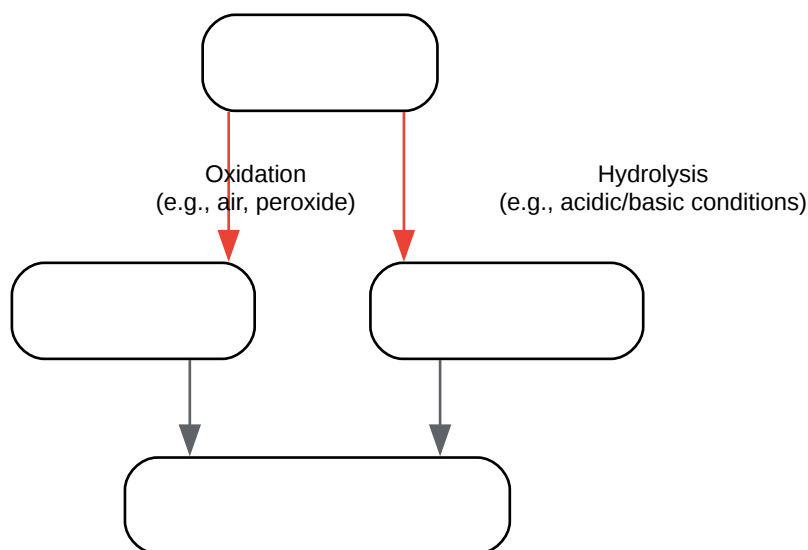 Oxidation
(e.g., air, peroxide)
Hydrolysis
(e.g., acidic/basic conditions)